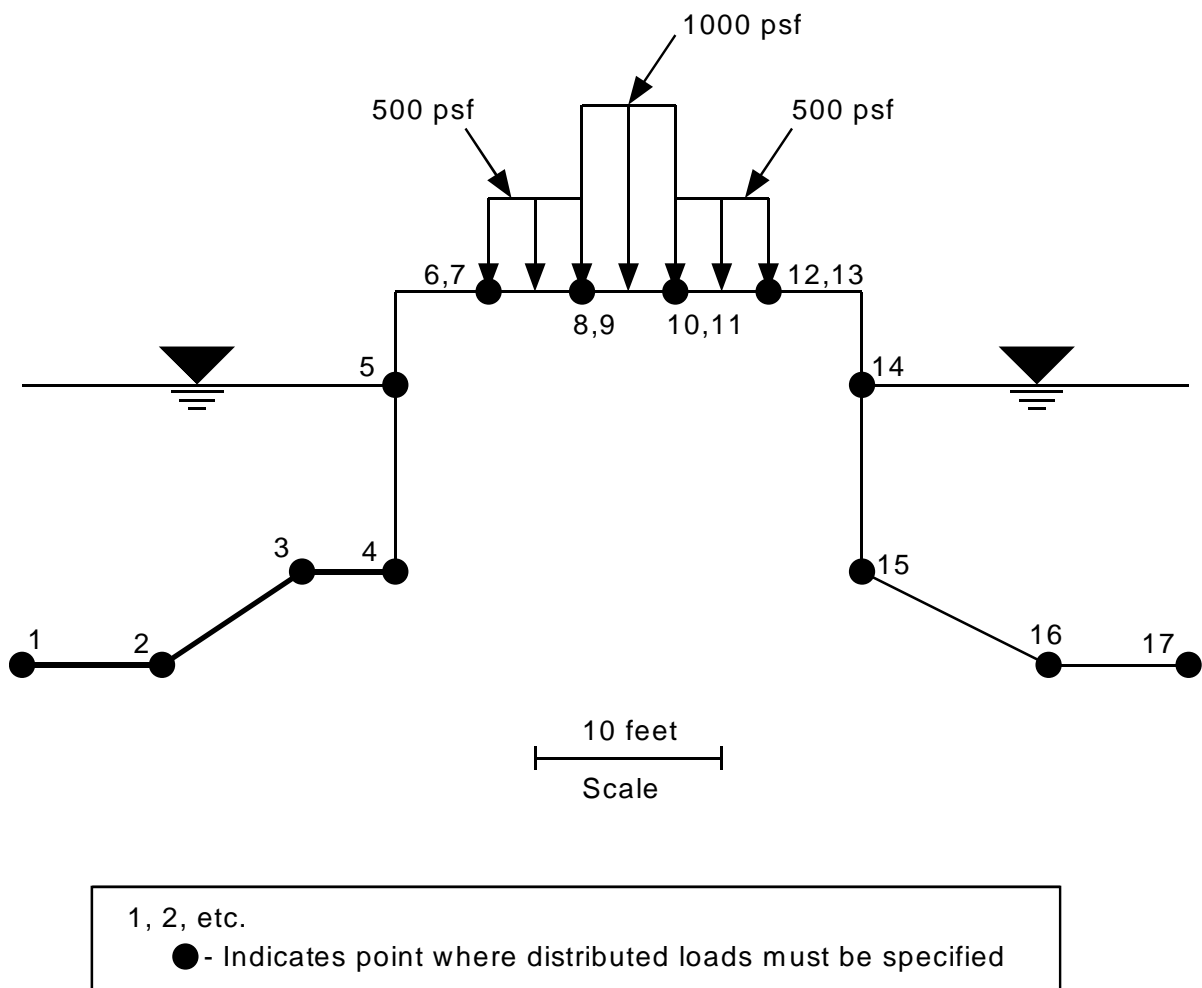 1000 psf
500 psf
500 psf
6,7
12,13
8,9
10,11
5
14
3
4
15
1
2
16
17
10 feet
Scale
1, 2, etc.
- Indicates point where distributed loads must be specified